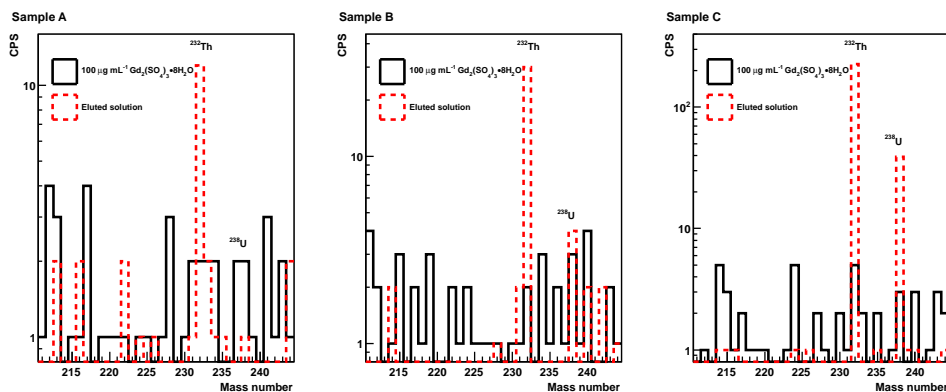 Sample A
CPS
²³²Th
100 μg mL⁻¹ Gd₂(SO₄)₃•8H₂O
Eluted solution
²³⁸U
10
1
215 220 225 230 235 240
Mass number
Sample B
CPS
²³²Th
100 μg mL⁻¹ Gd₂(SO₄)₃•8H₂O
Eluted solution
²³⁸U
10
1
215 220 225 230 235 240
Mass number
Sample C
CPS
²³²Th
100 μg mL⁻¹ Gd₂(SO₄)₃•8H₂O
Eluted solution
²³⁸U
10²
10
1
215 220 225 230 235 240
Mass number